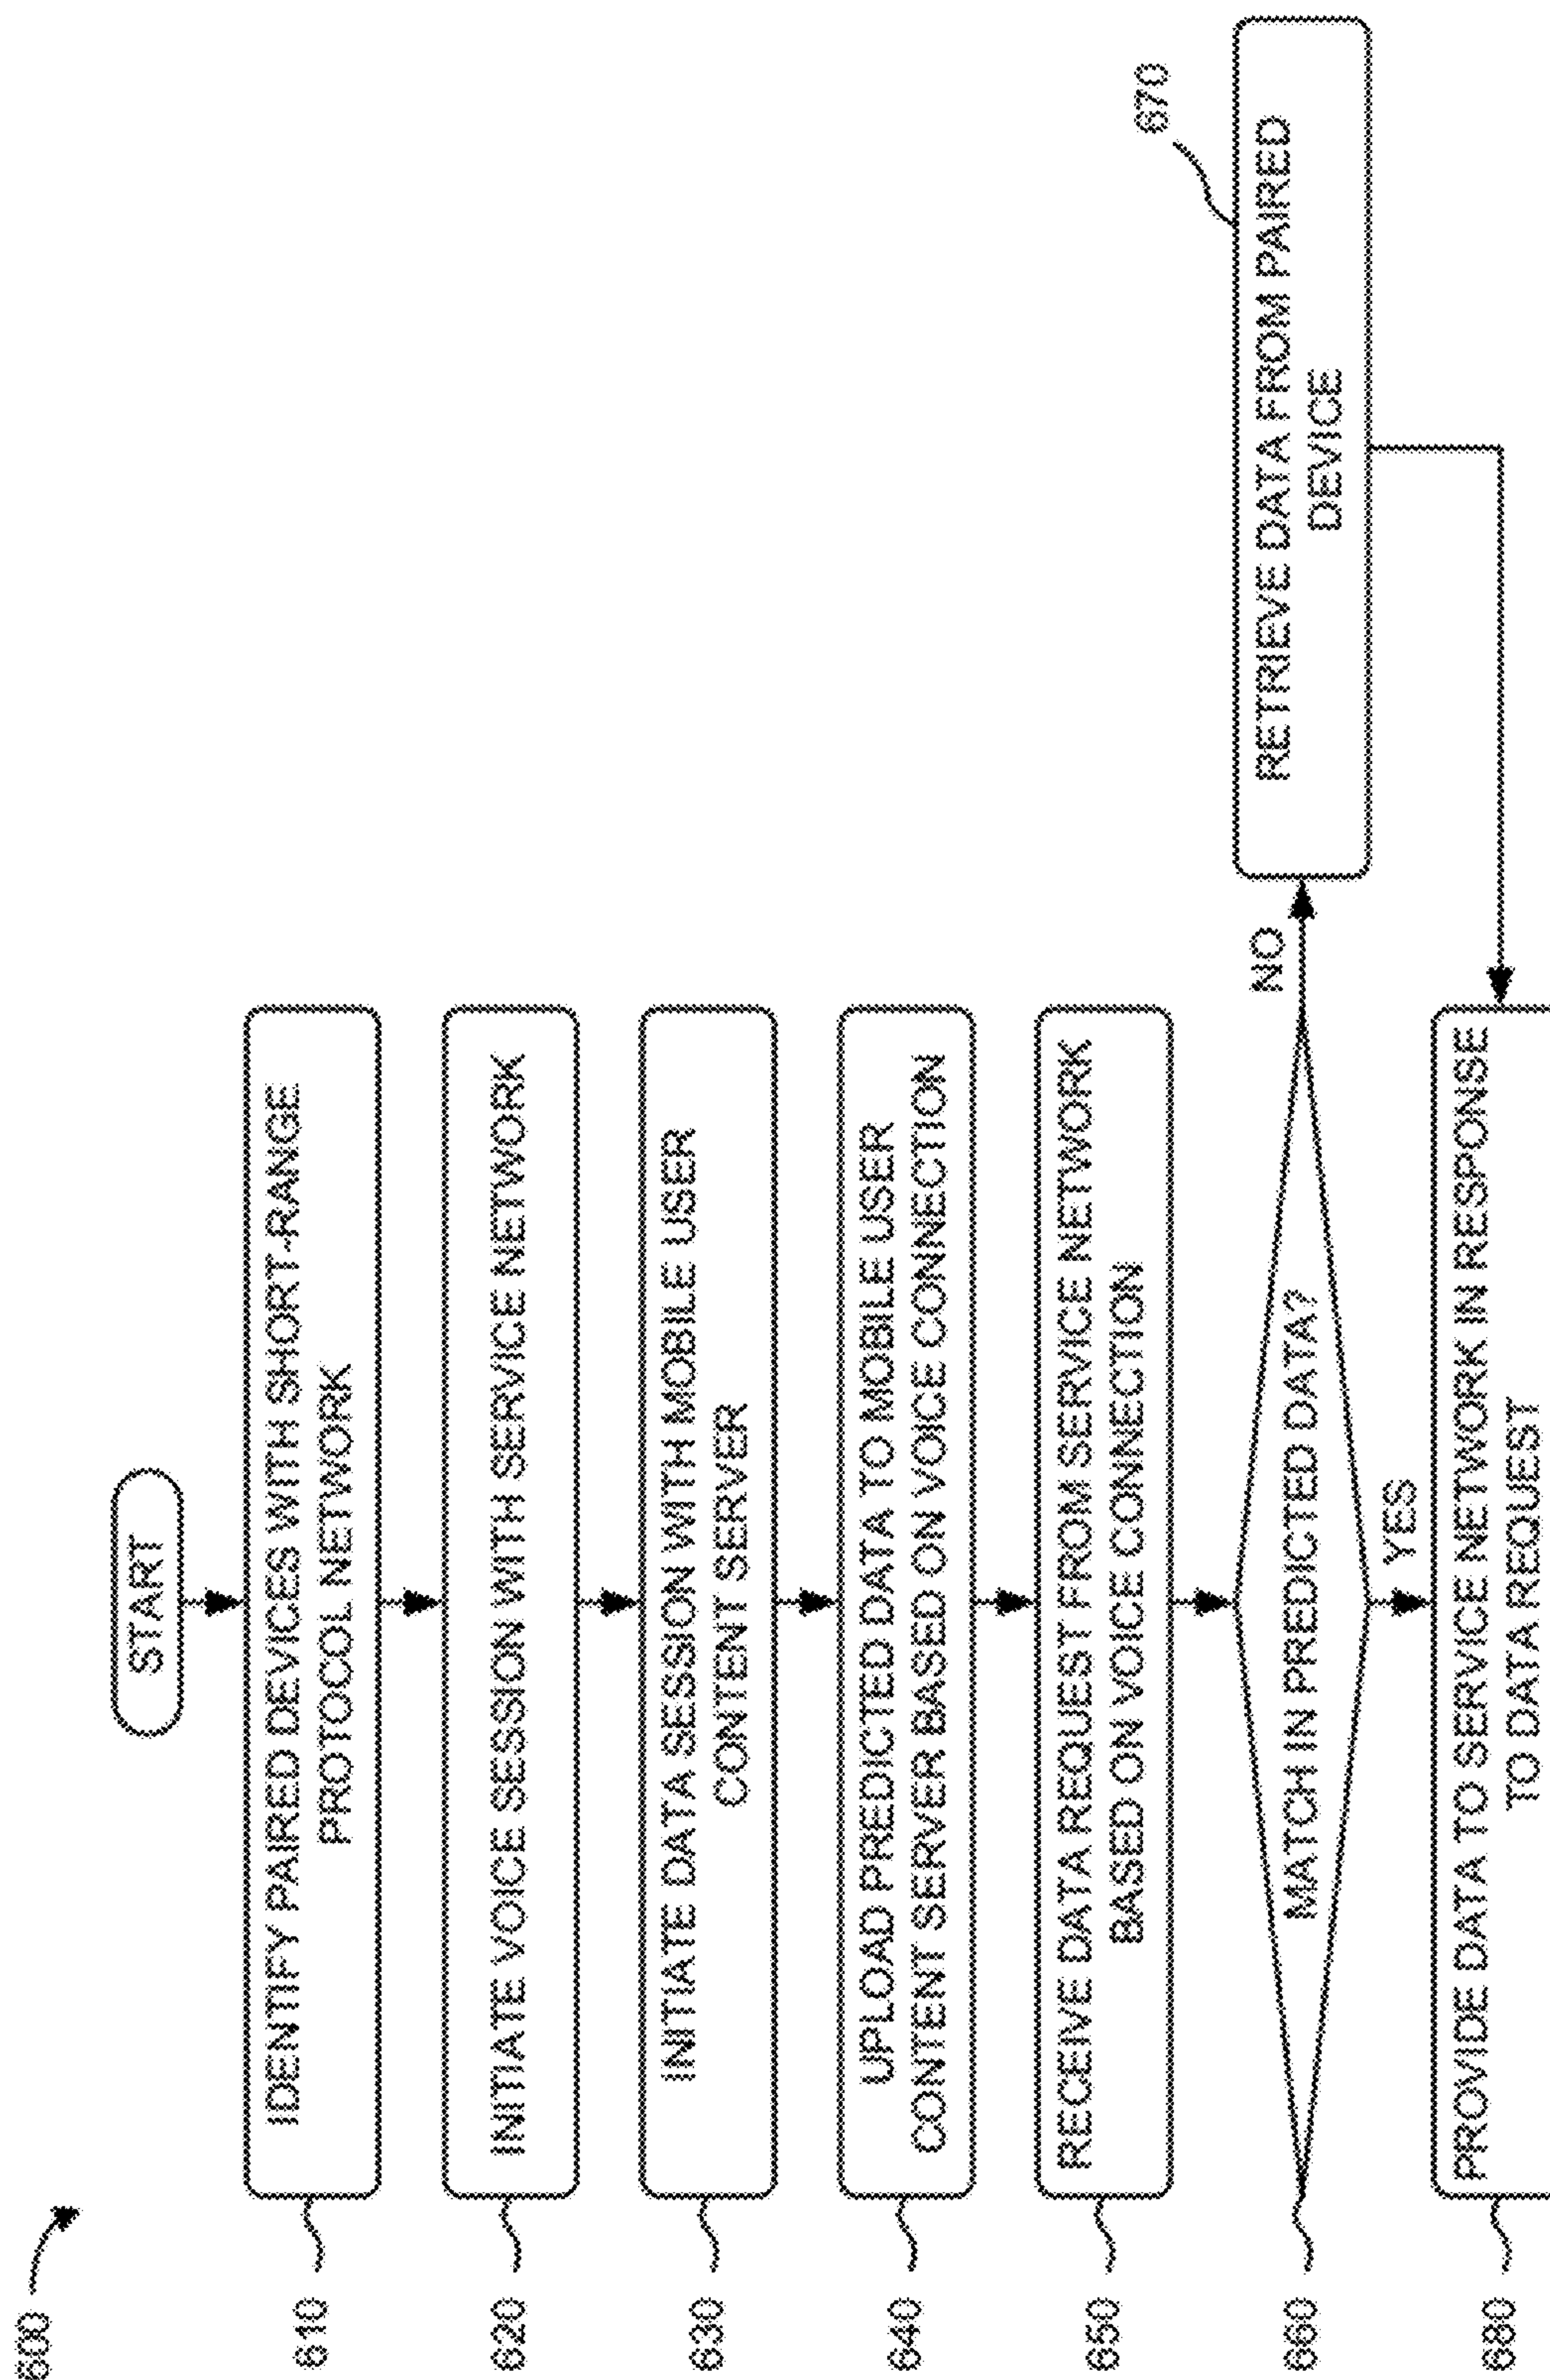 600
START
610
IDENTIFY PAIRED DEVICES WITH SHORT-RANGE
PROTOCOL NETWORK
620
INITIATE VOICE SESSION WITH SERVICE NETWORK
630
INITIATE DATA SESSION WITH MOBILE USER
CONTENT SERVER
640
UPLOAD PREDICTED DATA TO MOBILE USER
CONTENT SERVER BASED ON VOICE CONNECTION
650
RECEIVE DATA REQUEST FROM SERVICE NETWORK
BASED ON VOICE CONNECTION
660
MATCH IN PREDICTED DATA?
NO
670
RETRIEVE DATA FROM PAIRED
DEVICE
YES
680
PROVIDE DATA TO SERVICE NETWORK IN RESPONSE
TO DATA REQUEST